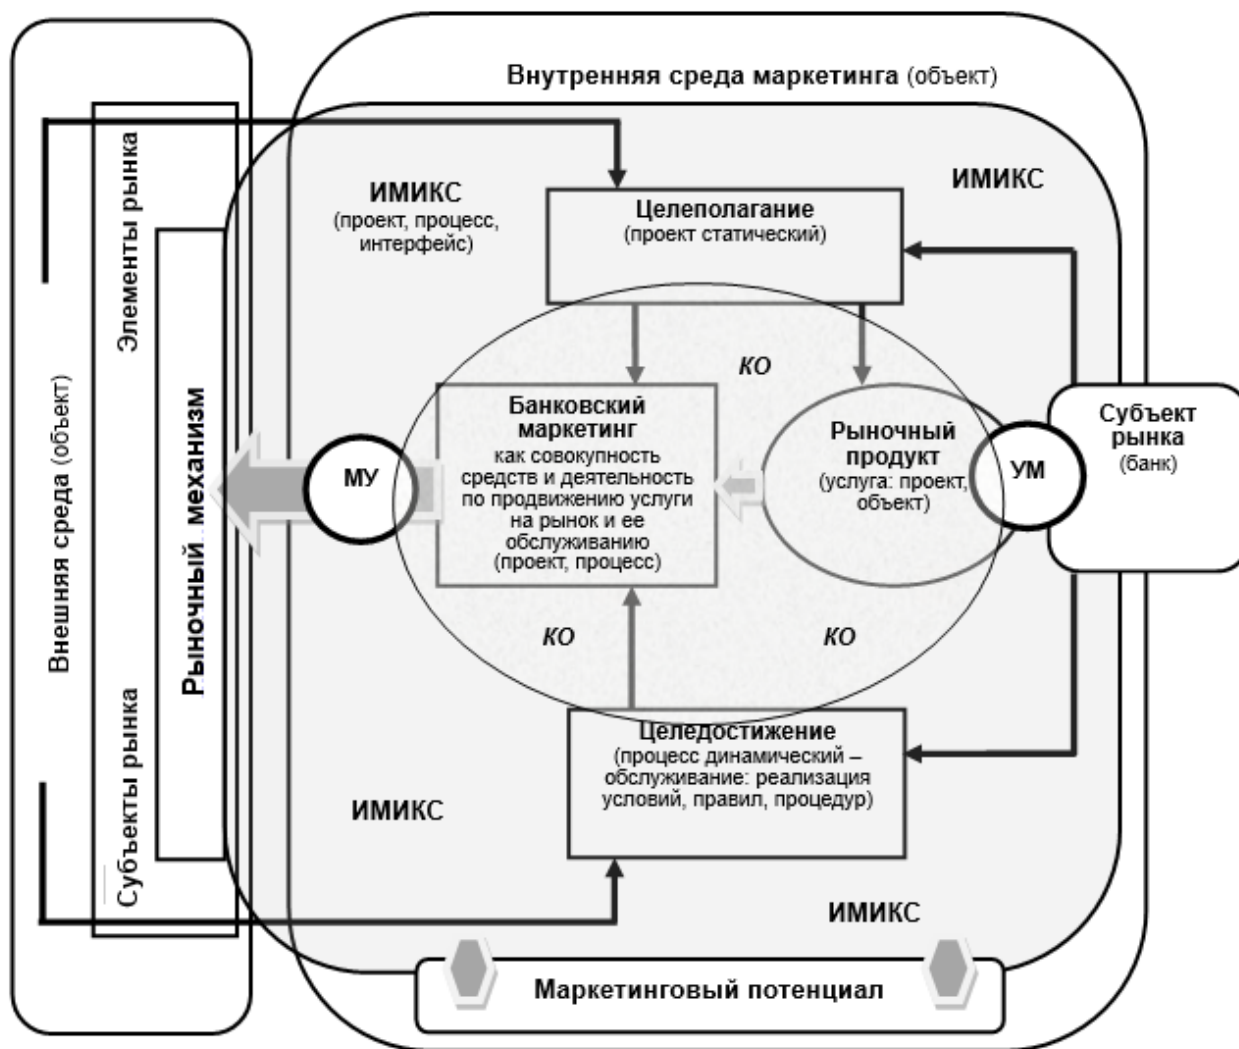 Внутренняя среда маркетинга (объект)
Внешняя среда (объект)
Элементы рынка
Субъекты рынка
Рыночный механизм
ИМИКС
(проект, процесс,
интерфейс)
ИМИКС
Целеполагание
(проект статический)
КО
Банковский
маркетинг
как совокупность
средств и деятельность
по продвижению услуги
на рынок и ее
обслуживанию
(проект, процесс)
МУ
Рыночный
продукт
(услуга: проект,
объект)
УМ
Субъект
рынка
(банк)
КО
КО
Целедостижение
(процесс динамический –
обслуживание: реализация
условий, правил, процедур)
ИМИКС
ИМИКС
Маркетинговый потенциал